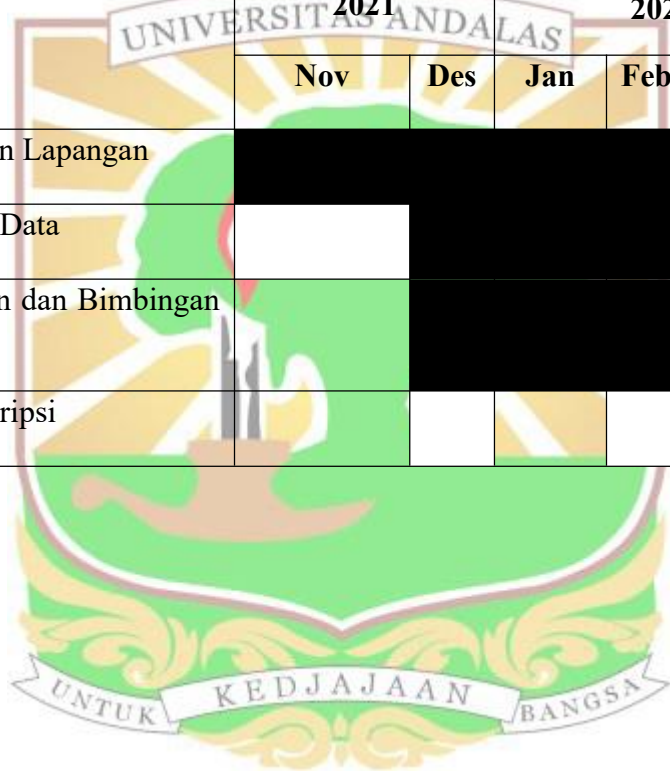 UNIVERSITAS ANDALAS
2021
Nov Des Jan Feb
n Lapangan
Data
n dan Bimbingan
ripsi
UNTUK KEDJAJAAN BANGSA